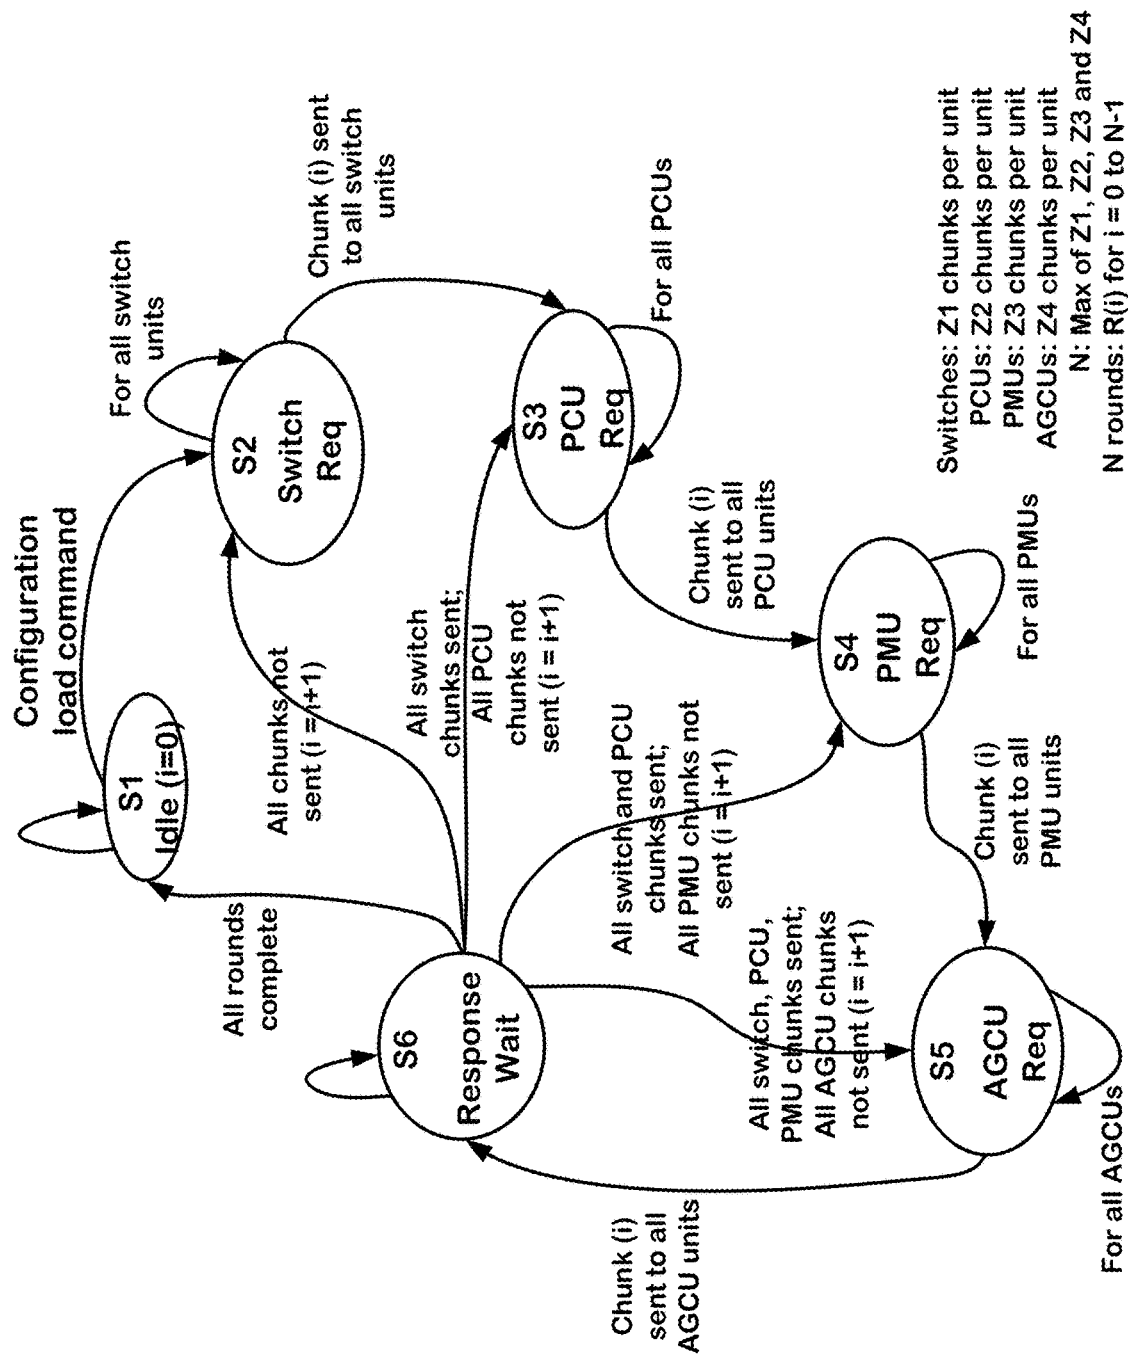 Configuration
load command
S1
Idle (i=0)
For all switch
units
S2
Switch
Req
Chunk (i) sent
to all switch
units
All rounds
complete
All chunks not
sent (i = i+1)
S6
Response
Wait
All switch
chunks sent;
All PCU
chunks not
sent (i = i+1)
S3
PCU
Req
For all PCUs
All switch and PCU
chunks sent;
All PMU chunks not
sent (i = i+1)
Chunk (i)
sent to all
PCU units
S4
PMU
Req
For all PMUs
All switch, PCU,
PMU chunks sent;
All AGCU chunks
not sent (i = i+1)
Chunk (i)
sent to all
PMU units
S5
AGCU
Req
Chunk (i)
sent to all
AGCU units
For all AGCUs
Switches: Z1 chunks per unit
PCUs: Z2 chunks per unit
PMUs: Z3 chunks per unit
AGCUs: Z4 chunks per unit
N: Max of Z1, Z2, Z3 and Z4
N rounds: R(i) for i = 0 to N-1